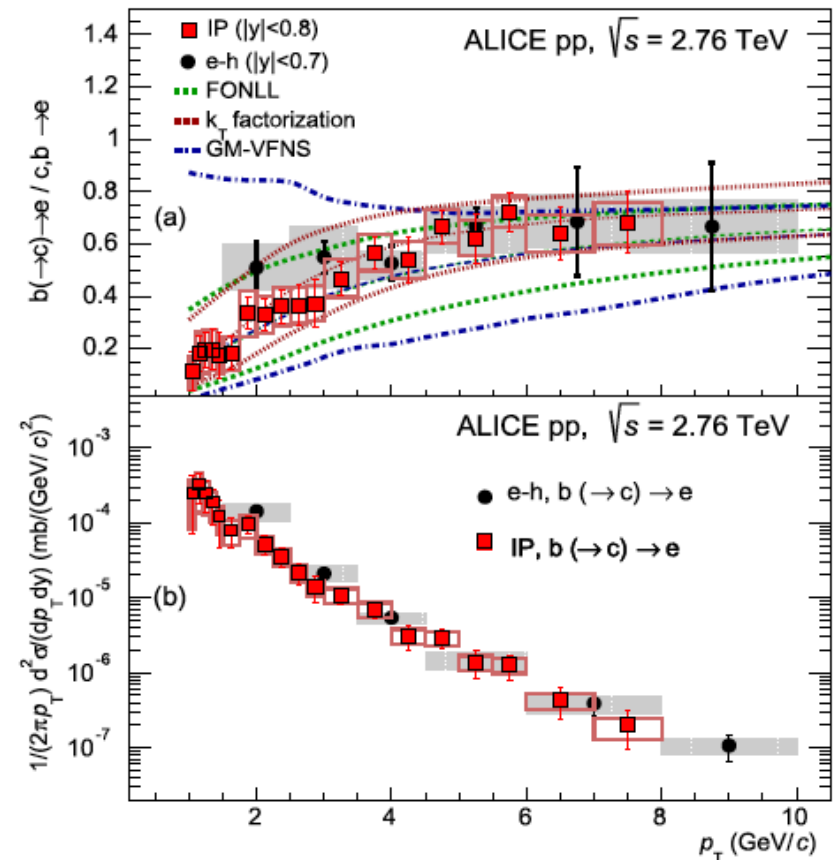 IP (|y|<0.8)
ALICE pp, √s = 2.76 TeV
e-h (|y|<0.7)
FONLL
k_T factorization
GM-VFNS
(a)
b(→c)→e / c,b →e
1.4
1.2
1
0.8
0.6
0.4
0.2
ALICE pp, √s = 2.76 TeV
e-h, b (→c) →e
IP, b (→c) →e
(b)
1/(2πp_T) d²σ/(dp_Tdy) (mb/(GeV/c)²)
10⁻³
10⁻⁴
10⁻⁵
10⁻⁶
10⁻⁷
2 4 6 8 10
p_T (GeV/c)